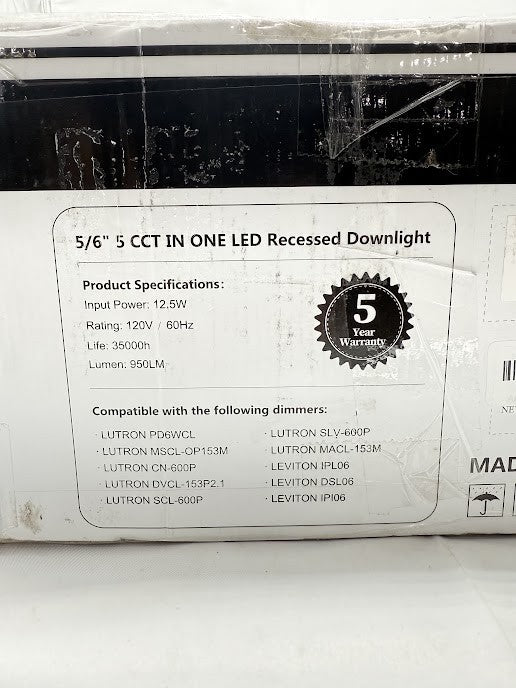 5/6" 5 CCT IN ONE LED Recessed Downlight
Product Specifications:
Input Power: 12.5W
Rating: 120V / 60Hz
Life: 35000h
Lumen: 950LM
5
Year
Warranty
Compatible with the following dimmers:
· LUTRON PD6WCL
· LUTRON MSCL-OP153M
· LUTRON CN-600P
· LUTRON DVCL-153P2.1
· LUTRON SCL-600P
· LUTRON SLV-600P
· LUTRON MACL-153M
· LEVITON IPL06
· LEVITON DSL06
· LEVITON IPI06
NE
MAD